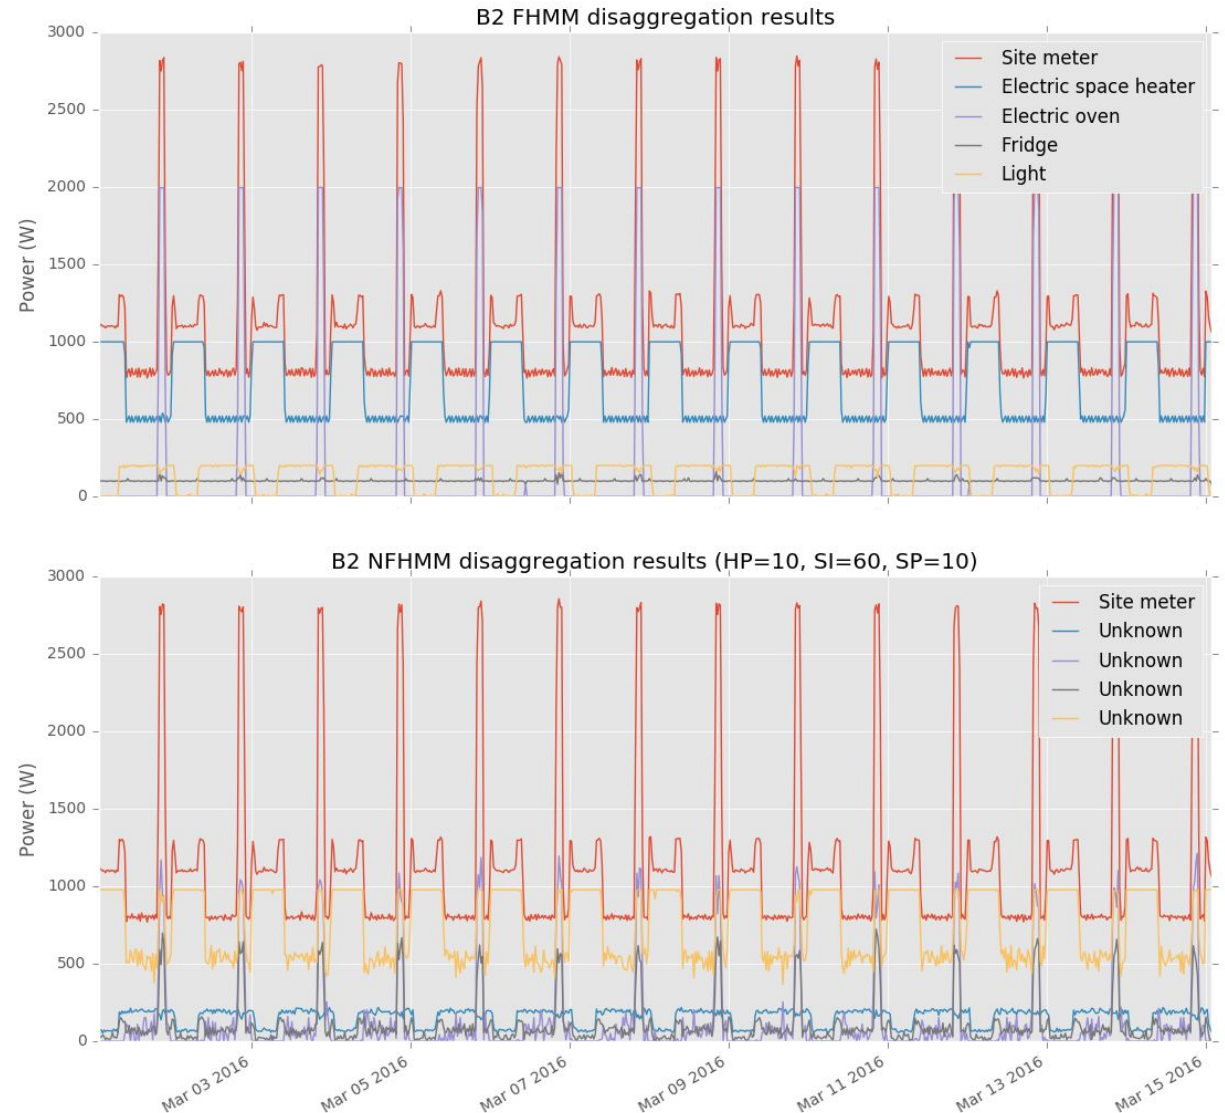 B2 FHMM disaggregation results
3000
2500
2000
1500
1000
500
0
Power (W)
Site meter
Electric space heater
Electric oven
Fridge
Light
B2 NFHMM disaggregation results (HP=10, SI=60, SP=10)
3000
2500
2000
1500
1000
500
0
Power (W)
Site meter
Unknown
Unknown
Unknown
Unknown
Mar 03 2016
Mar 05 2016
Mar 07 2016
Mar 09 2016
Mar 11 2016
Mar 13 2016
Mar 15 2016